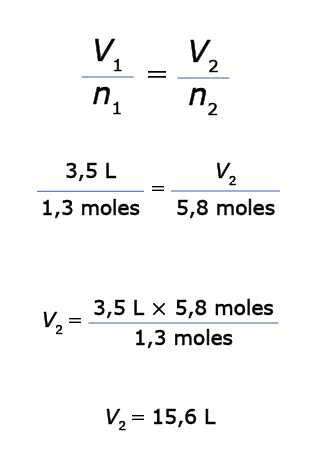 V₁ / n₁ = V₂ / n₂
3,5 L / 1,3 moles = V₂ / 5,8 moles
V₂ = 3,5 L × 5,8 moles / 1,3 moles
V₂ = 15,6 L